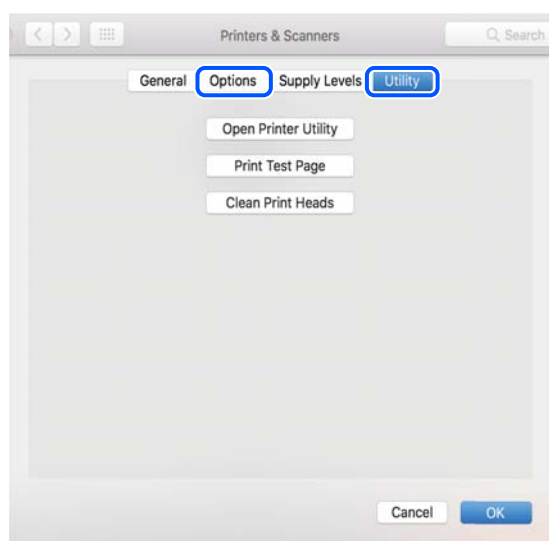 Printers & Scanners Search
General Options Supply Levels Utility
Open Printer Utility
Print Test Page
Clean Print Heads
Cancel OK